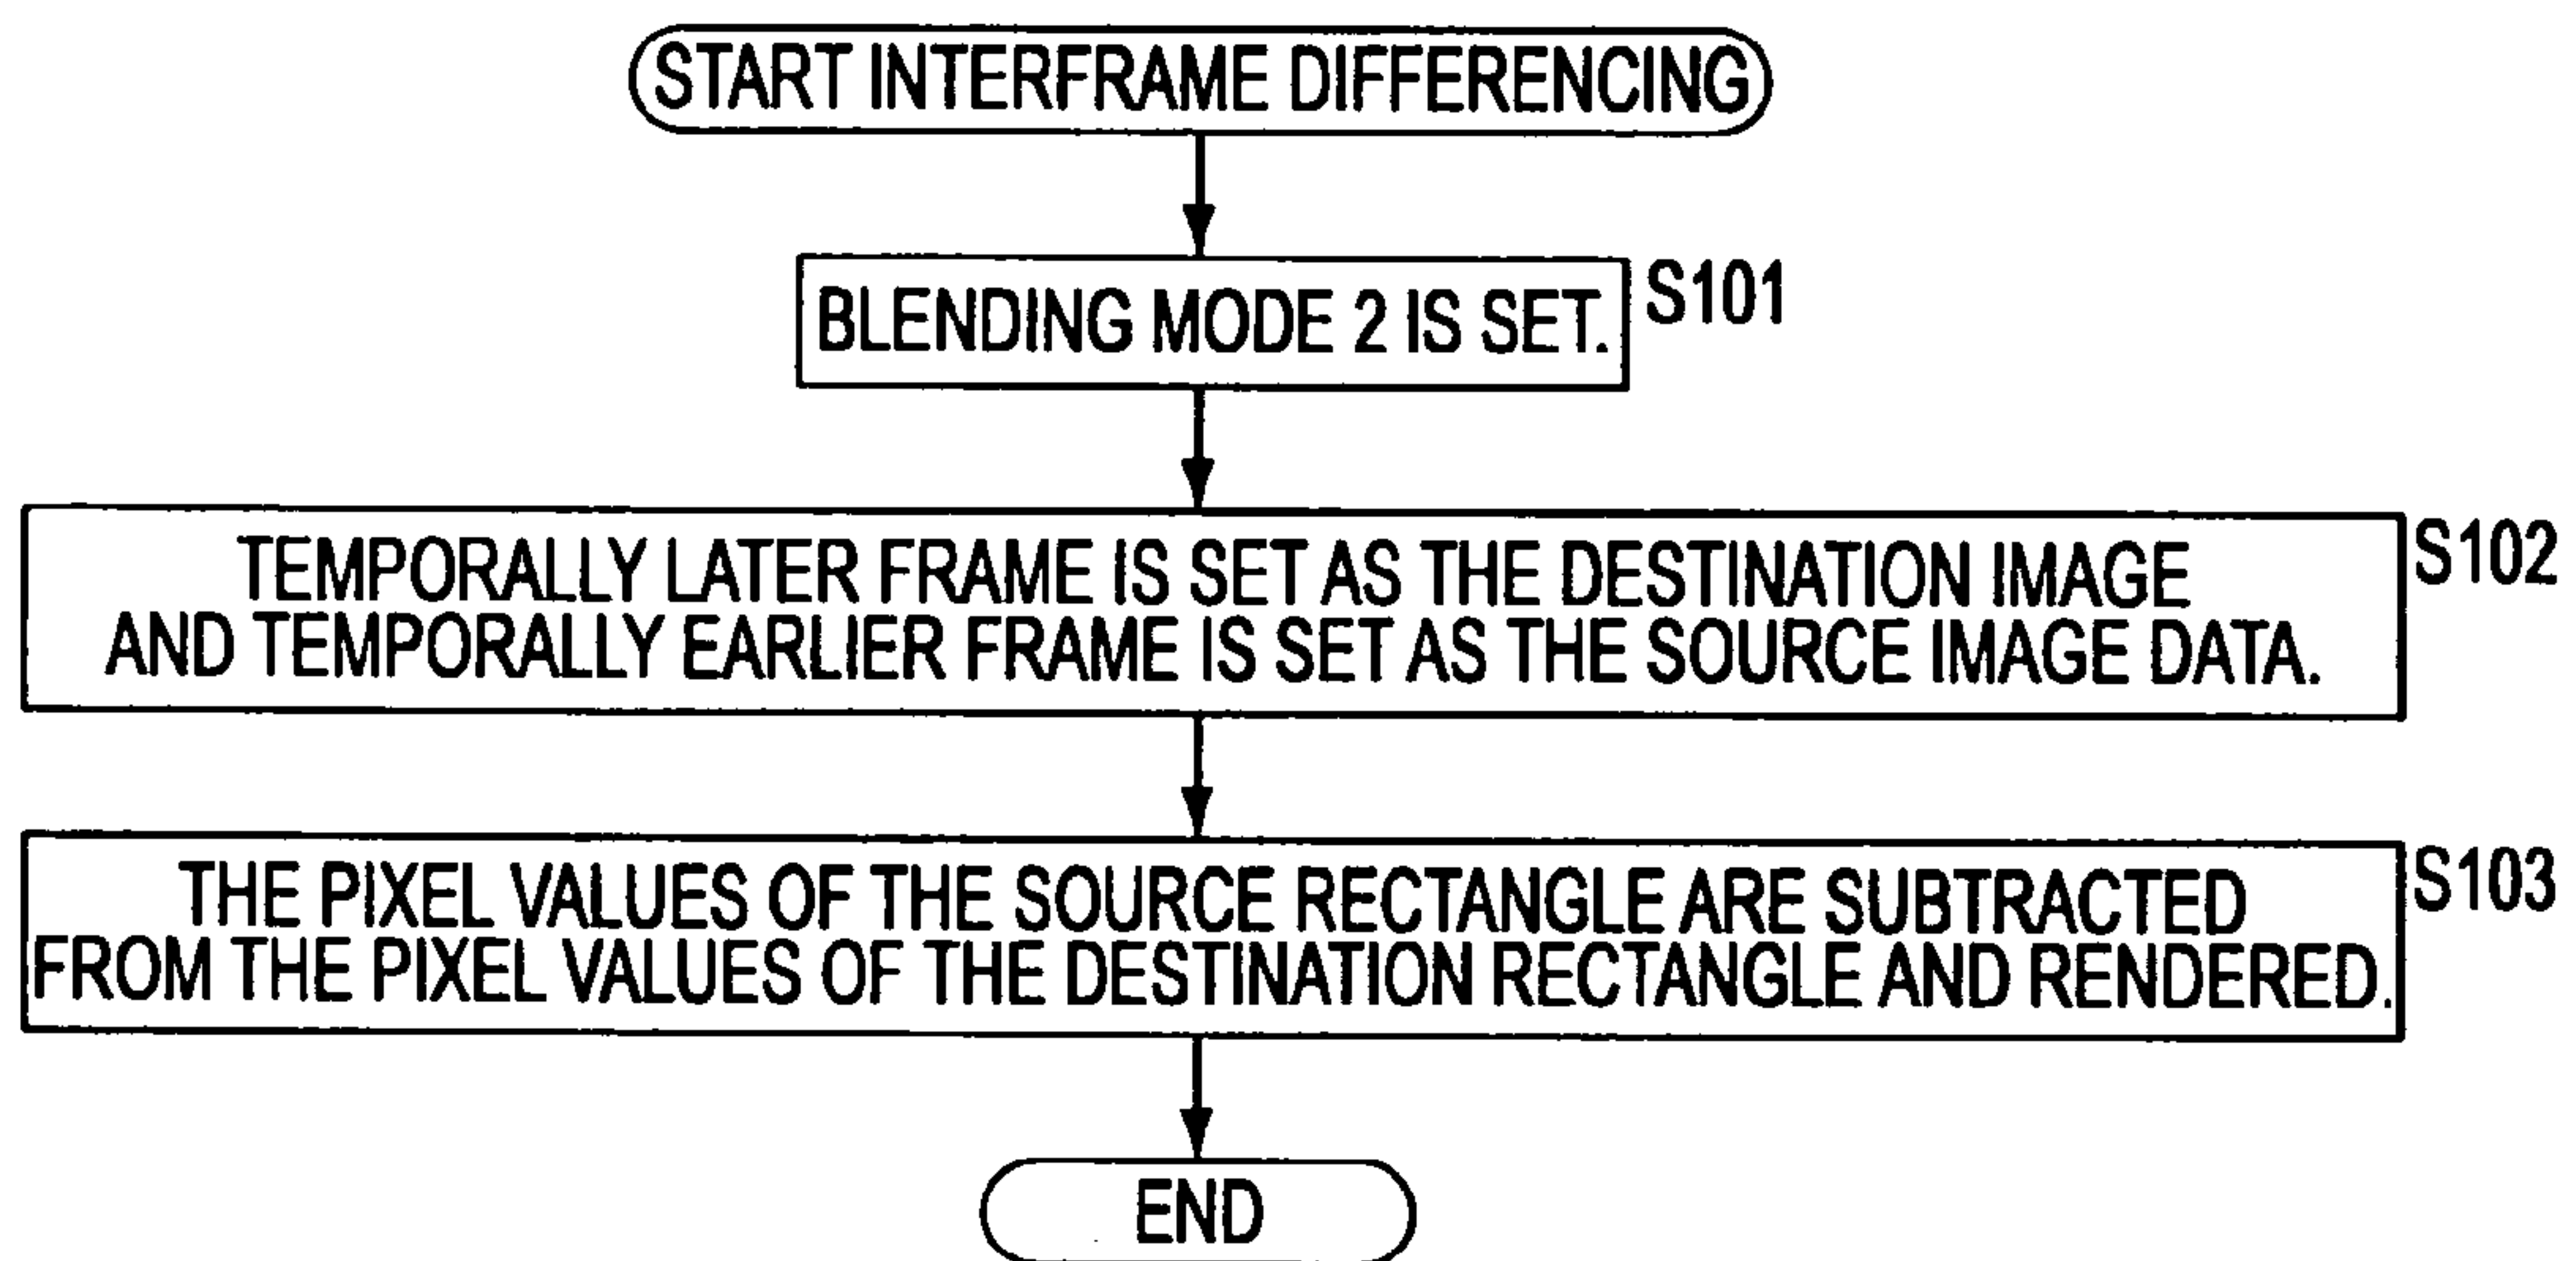 START INTERFRAME DIFFERENCING
BLENDING MODE 2 IS SET.
S101
TEMPORALLY LATER FRAME IS SET AS THE DESTINATION IMAGE
AND TEMPORALLY EARLIER FRAME IS SET AS THE SOURCE IMAGE DATA.
S102
THE PIXEL VALUES OF THE SOURCE RECTANGLE ARE SUBTRACTED
FROM THE PIXEL VALUES OF THE DESTINATION RECTANGLE AND RENDERED.
S103
END